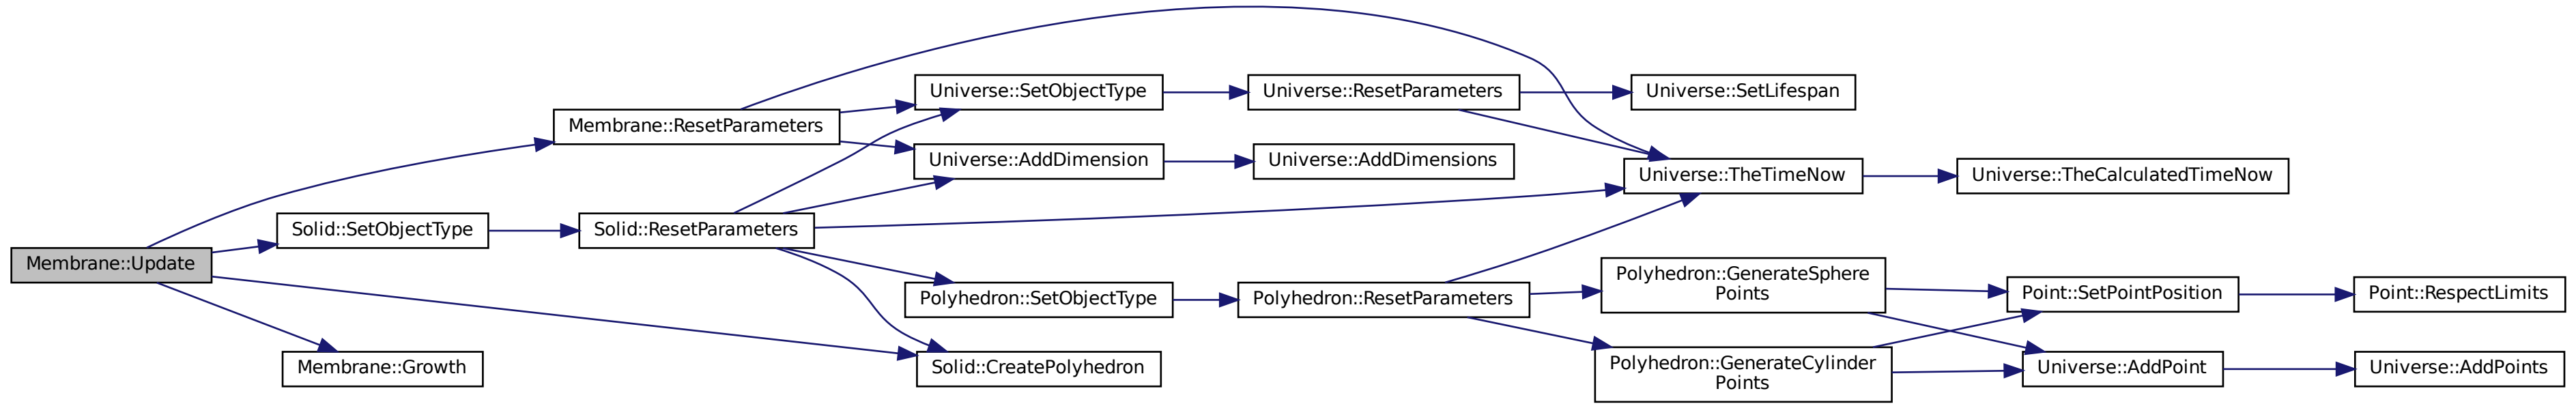 Membrane::Update
Membrane::ResetParameters
Solid::SetObjectType
Solid::ResetParameters
Membrane::Growth
Universe::SetObjectType
Universe::AddDimension
Polyhedron::SetObjectType
Solid::CreatePolyhedron
Universe::ResetParameters
Universe::AddDimensions
Polyhedron::ResetParameters
Universe::SetLifespan
Universe::TheTimeNow
Polyhedron::GenerateSphere
Points
Polyhedron::GenerateCylinder
Points
Universe::TheCalculatedTimeNow
Point::SetPointPosition
Universe::AddPoint
Point::RespectLimits
Universe::AddPoints